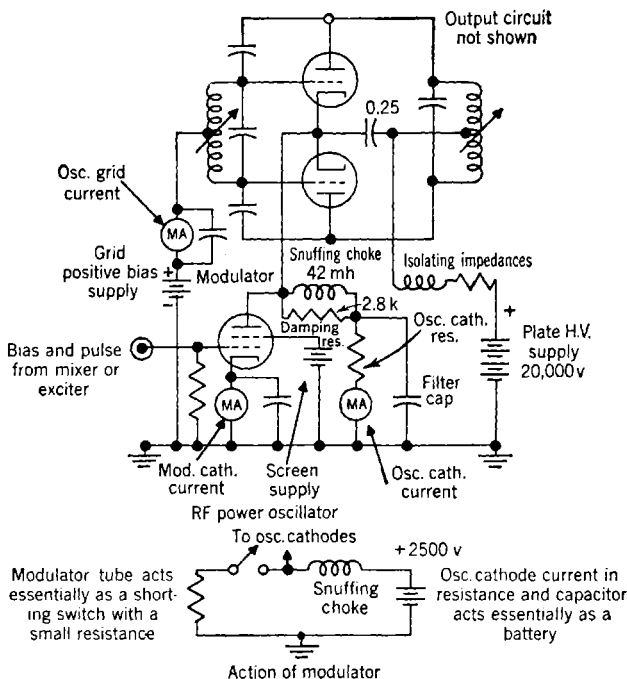 Output circuit
not shown
0.25
Osc. grid
current
MA
Grid
positive bias +
supply -
Modulator
Snuffing choke
42 mh
Isolating impedances
2.8 k
Damping
res.
Osc. cath.
res.
+
Plate H.V.
supply
20,000 v
Bias and pulse
from mixer or
exciter
MA
MA
Filter
cap
Mod. cath.
current
Screen
supply
Osc. cath.
current
RF power oscillator
To osc. cathodes
+2500 v
Modulator tube acts
essentially as a short-
ing switch with a
small resistance
Snuffing
choke
Osc. cathode current in
resistance and capacitor
acts essentially as a
battery
Action of modulator